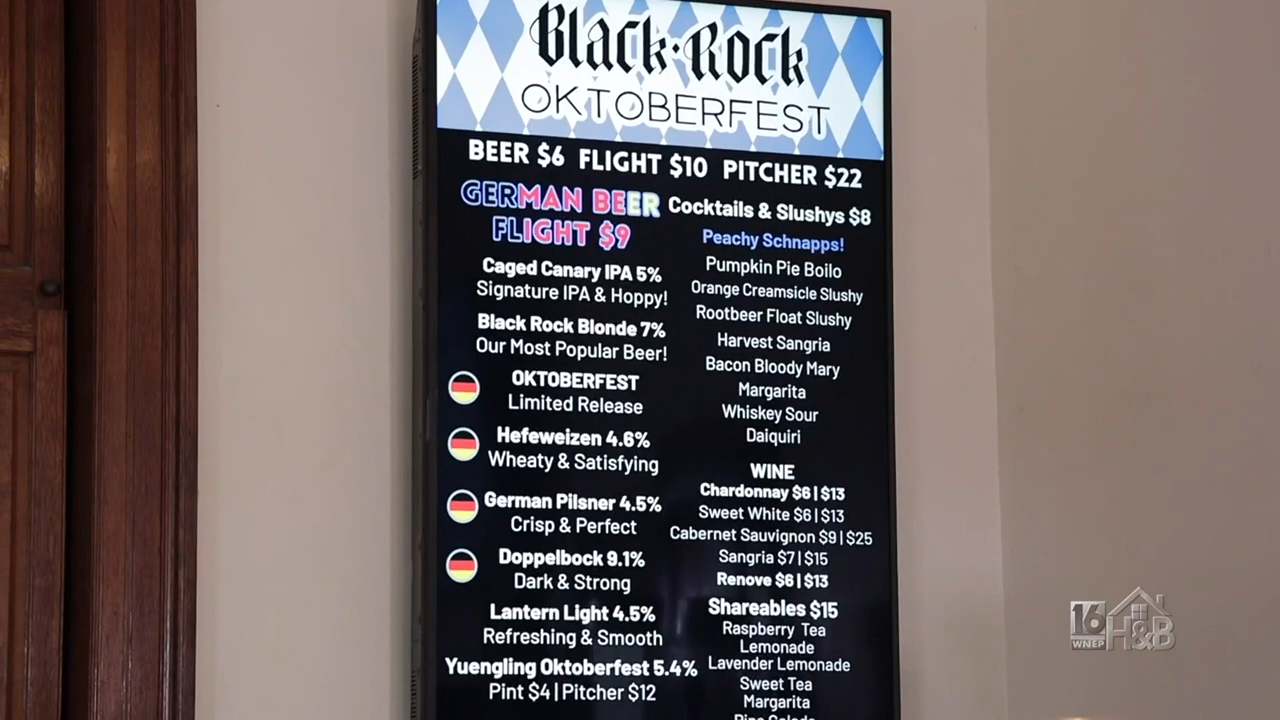 Black·Rock
OKTOBERFEST
BEER $6 FLIGHT $10 PITCHER $22
GERMAN BEER
FLIGHT $9
Caged Canary IPA 5%
Signature IPA & Hoppy!
Black Rock Blonde 7%
Our Most Popular Beer!
OKTOBERFEST
Limited Release
Hefeweizen 4.6%
Wheaty & Satisfying
German Pilsner 4.5%
Crisp & Perfect
Doppelbock 9.1%
Dark & Strong
Lantern Light 4.5%
Refreshing & Smooth
Yuengling Oktoberfest 5.4%
Pint $4 | Pitcher $12
Cocktails & Slushys $8
Peachy Schnapps!
Pumpkin Pie Boilo
Orange Creamsicle Slushy
Rootbeer Float Slushy
Harvest Sangria
Bacon Bloody Mary
Margarita
Whiskey Sour
Daiquiri
WINE
Chardonnay $6 | $13
Sweet White $6 | $13
Cabernet Sauvignon $9 | $25
Sangria $7 | $15
Renove $6 | $13
Shareables $15
Raspberry Tea
Lemonade
Lavender Lemonade
Sweet Tea
Margarita
16 H&B
WNEP